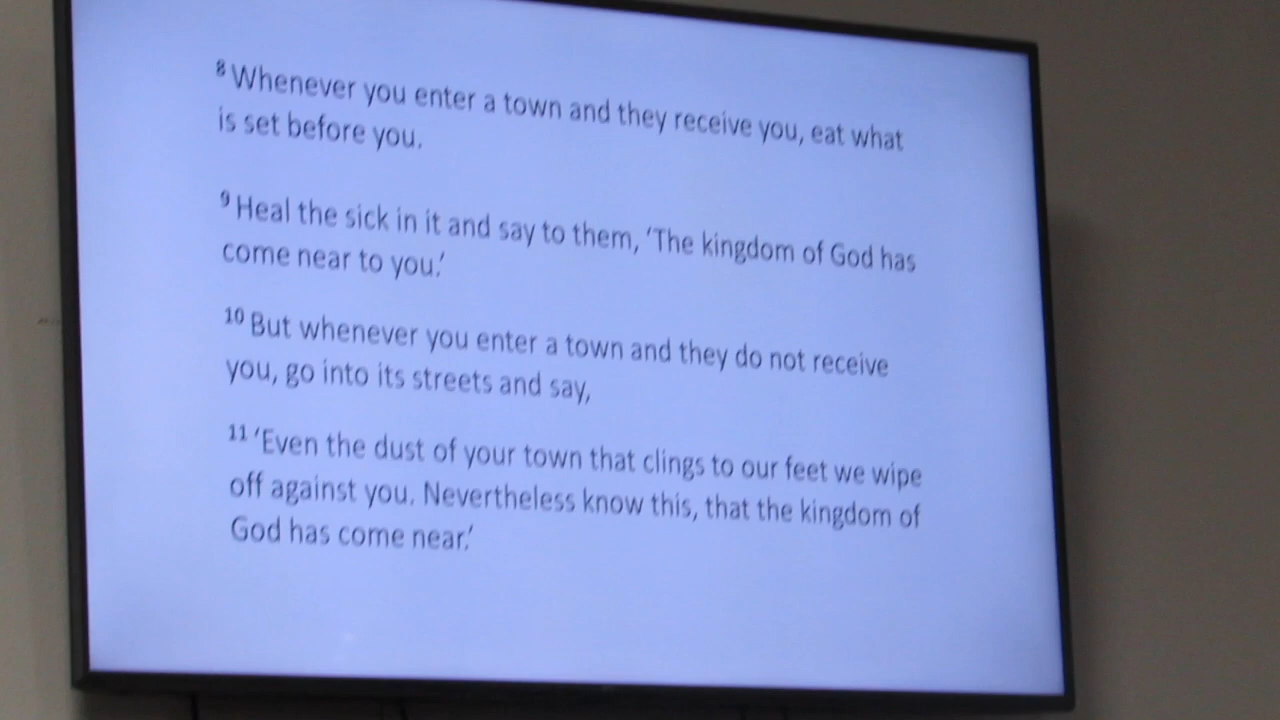 8 Whenever you enter a town and they receive you, eat what
is set before you.
9 Heal the sick in it and say to them, ‘The kingdom of God has
come near to you.’
10 But whenever you enter a town and they do not receive
you, go into its streets and say,
11 ‘Even the dust of your town that clings to our feet we wipe
off against you. Nevertheless know this, that the kingdom of
God has come near.’